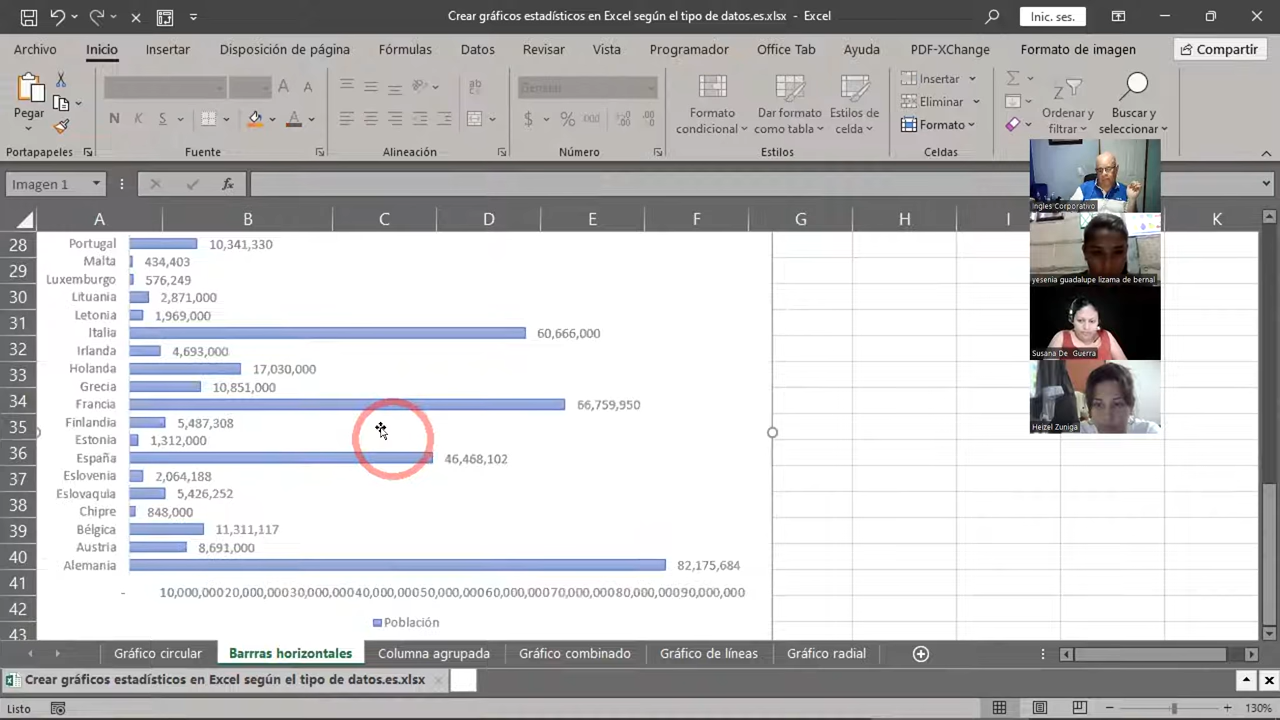 Crear gráficos estadísticos en Excel según el tipo de datos.es.xlsx - Excel
Inic. ses.
Archivo Inicio Insertar Disposición de página Fórmulas Datos Revisar Vista Programador Office Tab Ayuda PDF-XChange Formato de imagen Compartir
Pegar
N K S
General
$ % 000
Formato condicional
Dar formato como tabla
Estilos de celda
Insertar
Eliminar
Formato
Ordenar y filtrar
Buscar y seleccionar
Portapapeles Fuente Alineación Número Estilos Celdas
Imagen 1
fx
A B C D E F G H I K
28
29
30
31
32
33
34
35
36
37
38
39
40
41
42
43
Portugal 10,341,330
Malta 434,403
Luxemburgo 576,249
Lituania 2,871,000
Letonia 1,969,000
Italia 60,666,000
Irlanda 4,693,000
Holanda 17,030,000
Grecia 10,851,000
Francia 66,759,950
Finlandia 5,487,308
Estonia 1,312,000
España 46,468,102
Eslovenia 2,064,188
Eslovaquia 5,426,252
Chipre 848,000
Bélgica 11,311,117
Austria 8,691,000
Alemania 82,175,684
- 10,000,000 20,000,000 30,000,000 40,000,000 50,000,000 60,000,000 70,000,000 80,000,000 90,000,000
Población
Ingles Corporativo
yesenia guadalupe lizama de bernal
Susana De Guerra
Heizel Zuniga
Gráfico circular Barrras horizontales Columna agrupada Gráfico combinado Gráfico de líneas Gráfico radial
Crear gráficos estadísticos en Excel según el tipo de datos.es.xlsx
Listo
130%